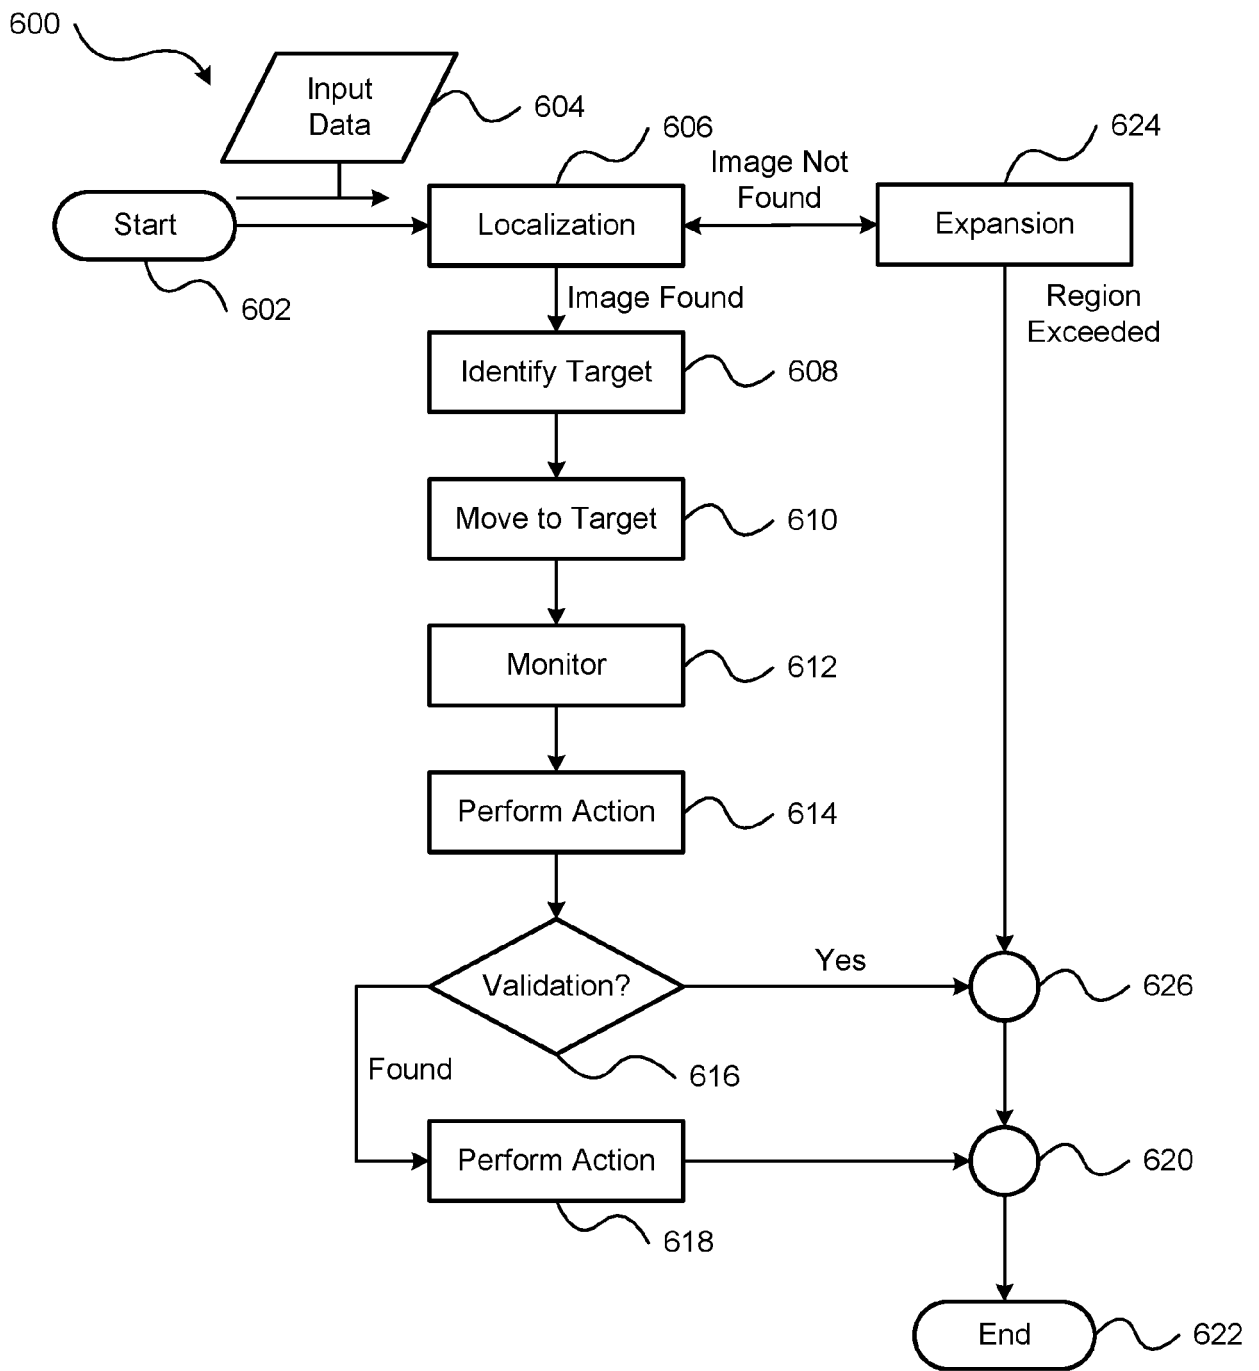 600
Input
Data
604
606
624
Image Not
Found
Start
Localization
Expansion
602
Image Found
Region
Exceeded
Identify Target
608
Move to Target
610
Monitor
612
Perform Action
614
Validation?
Yes
626
Found
616
Perform Action
620
618
End
622